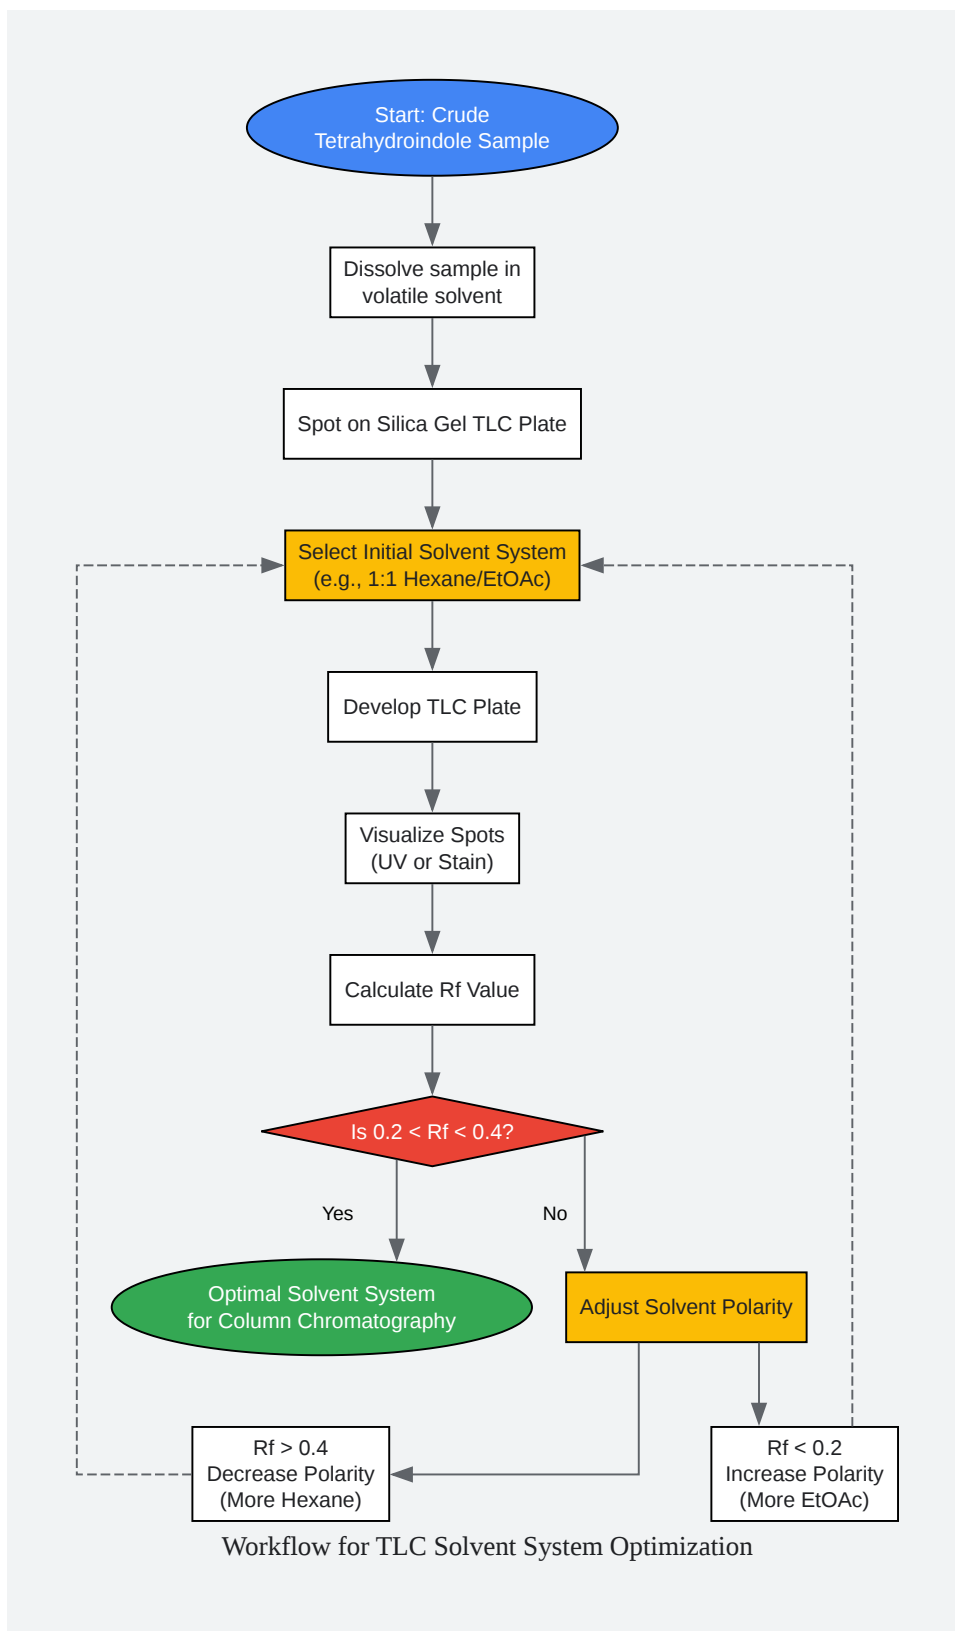 Start: Crude
Tetrahydroindole Sample
Dissolve sample in
volatile solvent
Spot on Silica Gel TLC Plate
Select Initial Solvent System
(e.g., 1:1 Hexane/EtOAc)
Develop TLC Plate
Visualize Spots
(UV or Stain)
Calculate Rf Value
Is 0.2 < Rf < 0.4?
Yes
No
Optimal Solvent System
for Column Chromatography
Adjust Solvent Polarity
Rf > 0.4
Decrease Polarity
(More Hexane)
Rf < 0.2
Increase Polarity
(More EtOAc)
Workflow for TLC Solvent System Optimization